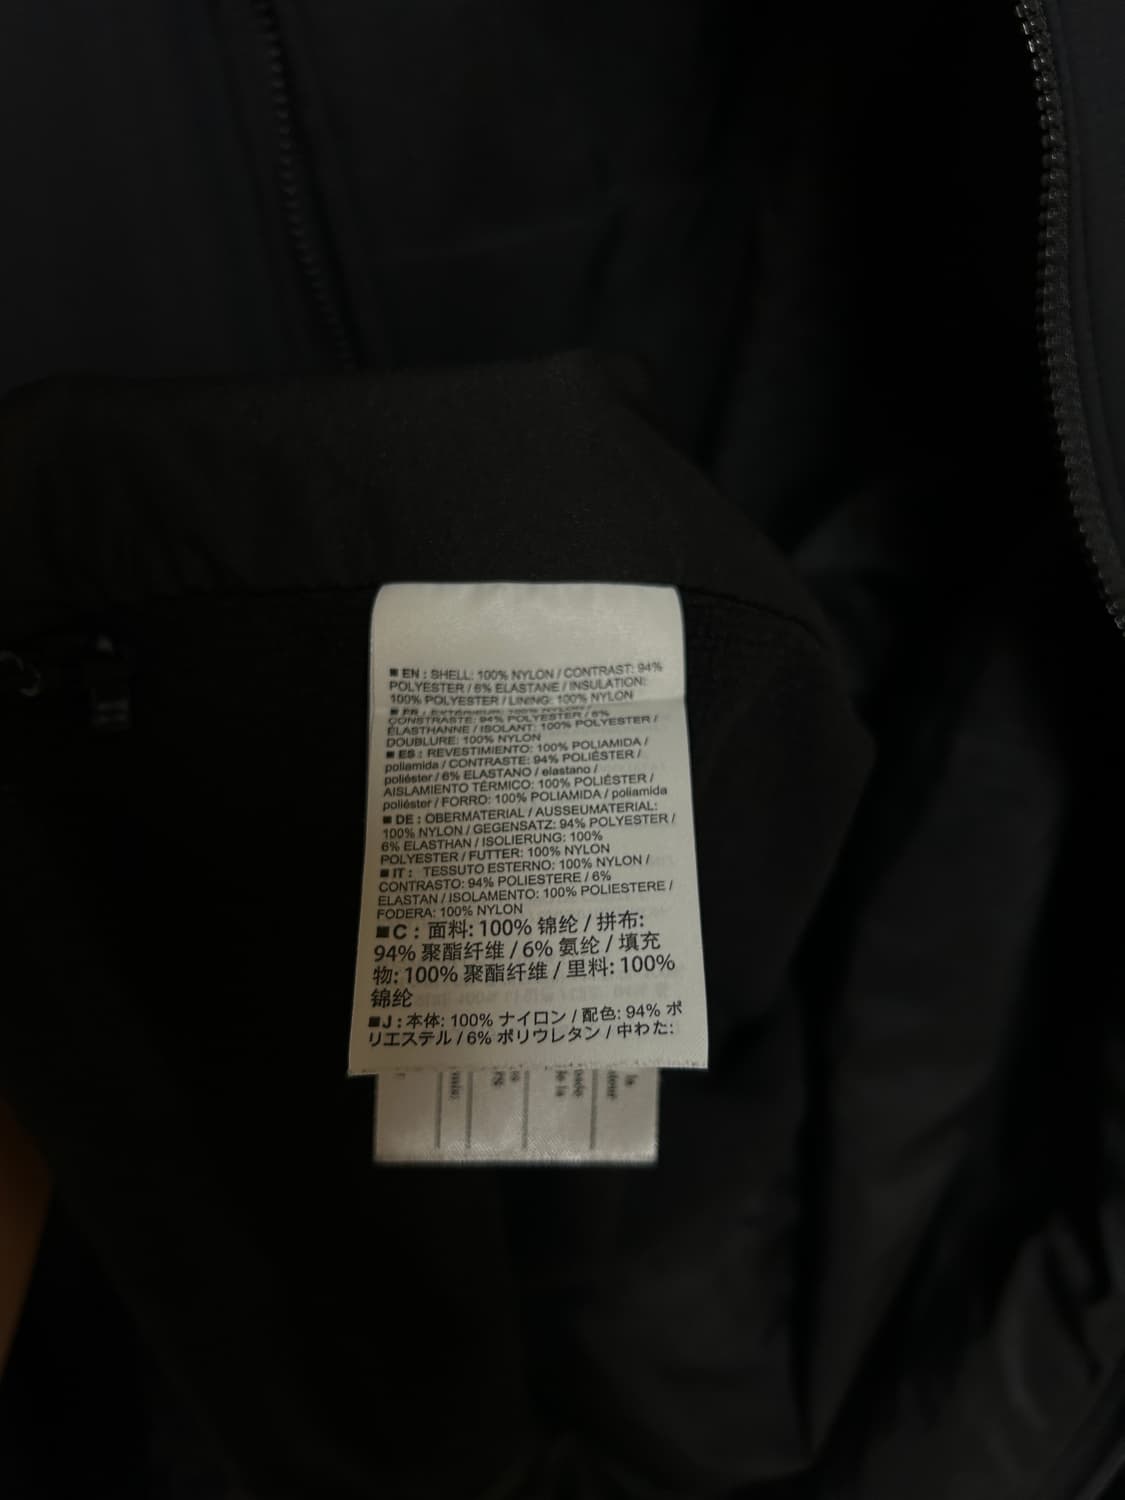 ■ EN : SHELL: 100% NYLON / CONTRAST: 94%
POLYESTER / 6% ELASTANE / INSULATION:
100% POLYESTER / LINING: 100% NYLON
■ FR : EXTÉRIEUR: 100% NYLON /
CONSTRASTE: 94% POLYESTER / 6%
ÉLASTHANNE / ISOLANT: 100% POLYESTER /
DOUBLURE: 100% NYLON
■ ES : REVESTIMIENTO: 100% POLIAMIDA /
poliamida / CONTRASTE: 94% POLIÉSTER /
poliéster / 6% ELASTANO / elastano /
AISLAMIENTO TÉRMICO: 100% POLIÉSTER /
poliéster / FORRO: 100% POLIAMIDA / poliamida
■ DE : OBERMATERIAL / AUSSEUMATERIAL:
100% NYLON / GEGENSATZ: 94% POLYESTER /
6% ELASTHAN / ISOLIERUNG: 100%
POLYESTER / FUTTER: 100% NYLON
■ IT : TESSUTO ESTERNO: 100% NYLON /
CONTRASTO: 94% POLIESTERE / 6%
ELASTAN / ISOLAMENTO: 100% POLIESTERE /
FODERA: 100% NYLON
■ C : 面料: 100% 锦纶 / 拼布:
94% 聚酯纤维 / 6% 氨纶 / 填充
物: 100% 聚酯纤维 / 里料: 100%
锦纶
■ J : 本体: 100% ナイロン / 配色: 94% ポ
リエステル / 6% ポリウレタン / 中わた: